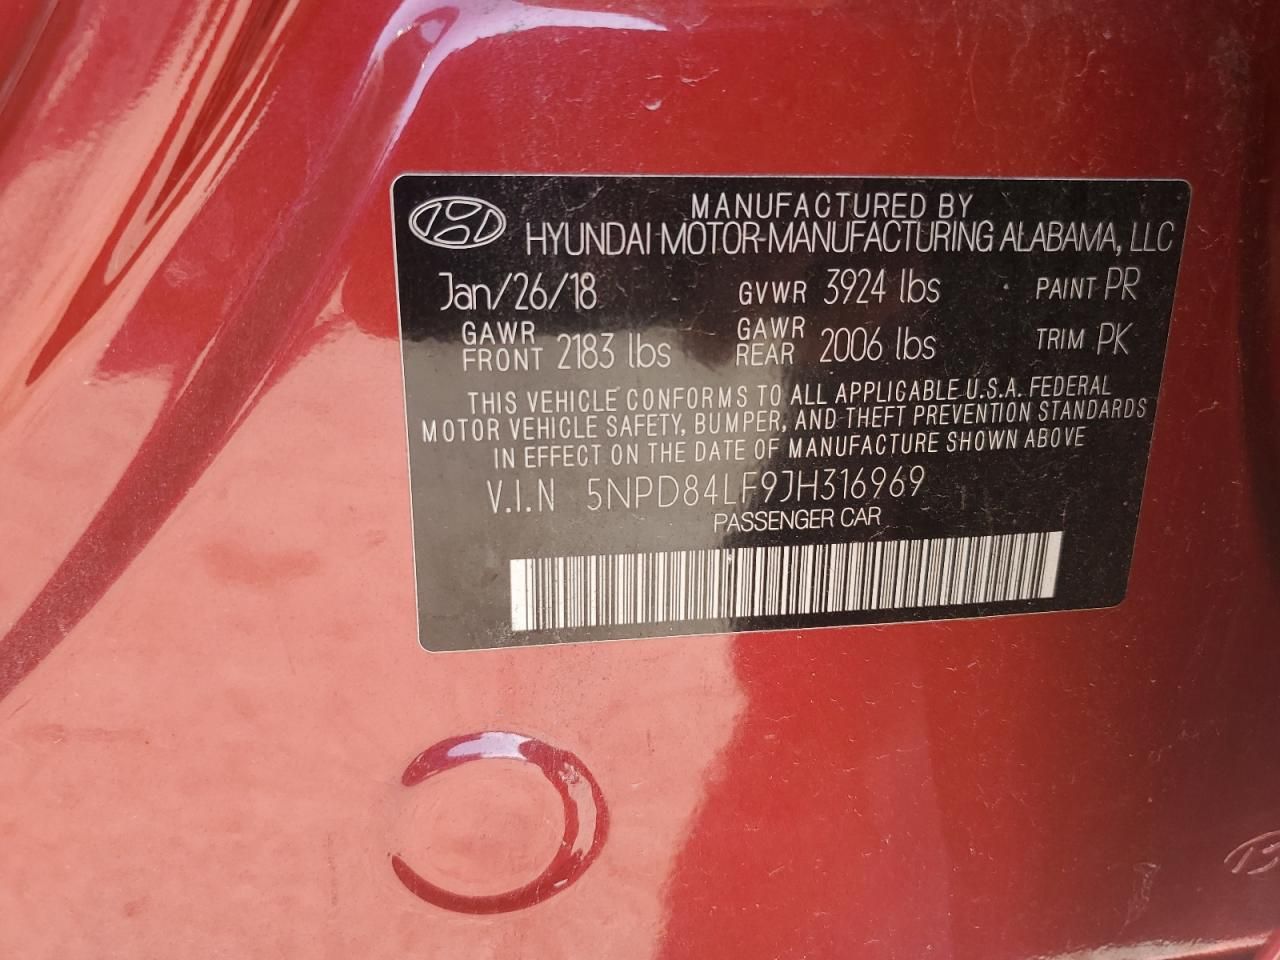 MANUFACTURED BY
HYUNDAI MOTOR-MANUFACTURING ALABAMA, LLC
Jan/26/18 GVWR 3924 lbs PAINT PR
GAWR FRONT 2183 lbs GAWR REAR 2006 lbs TRIM PK
THIS VEHICLE CONFORMS TO ALL APPLICABLE U.S.A. FEDERAL
MOTOR VEHICLE SAFETY, BUMPER, AND THEFT PREVENTION STANDARDS
IN EFFECT ON THE DATE OF MANUFACTURE SHOWN ABOVE
V.I.N 5NPD84LF9JH316969
PASSENGER CAR